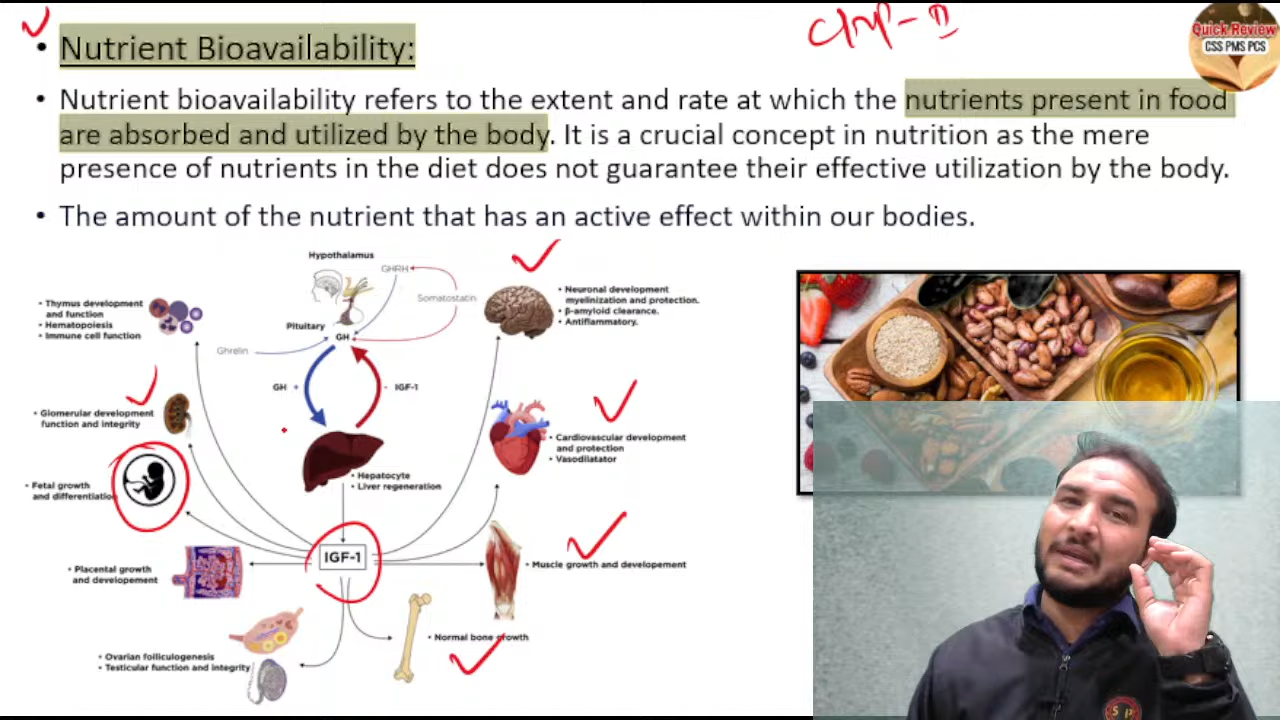 Quick Review
CSS PMS PCS
• Nutrient Bioavailability:
• Nutrient bioavailability refers to the extent and rate at which the nutrients present in food
are absorbed and utilized by the body. It is a crucial concept in nutrition as the mere
presence of nutrients in the diet does not guarantee their effective utilization by the body.
• The amount of the nutrient that has an active effect within our bodies.
Hypothalamus
GHRH
Somatostatin
Pituitary
GH
Ghrelin
GH +
- IGF-1
• Thymus development
and function
• Hematopoiesis
• Immune cell function
• Neuronal development
myelinization and protection.
• β-amyloid clearance.
• Antiflammatory.
• Glomerular development
function and integrity
• Cardiovascular development
and protection
• Vasodilatator
• Hepatocyte
• Liver regeneration
• Fetal growth
and differentiation
IGF-1
• Placental growth
and developement
• Muscle growth and developement
• Normal bone growth
• Ovarian folliculogenesis
• Testicular function and integrity